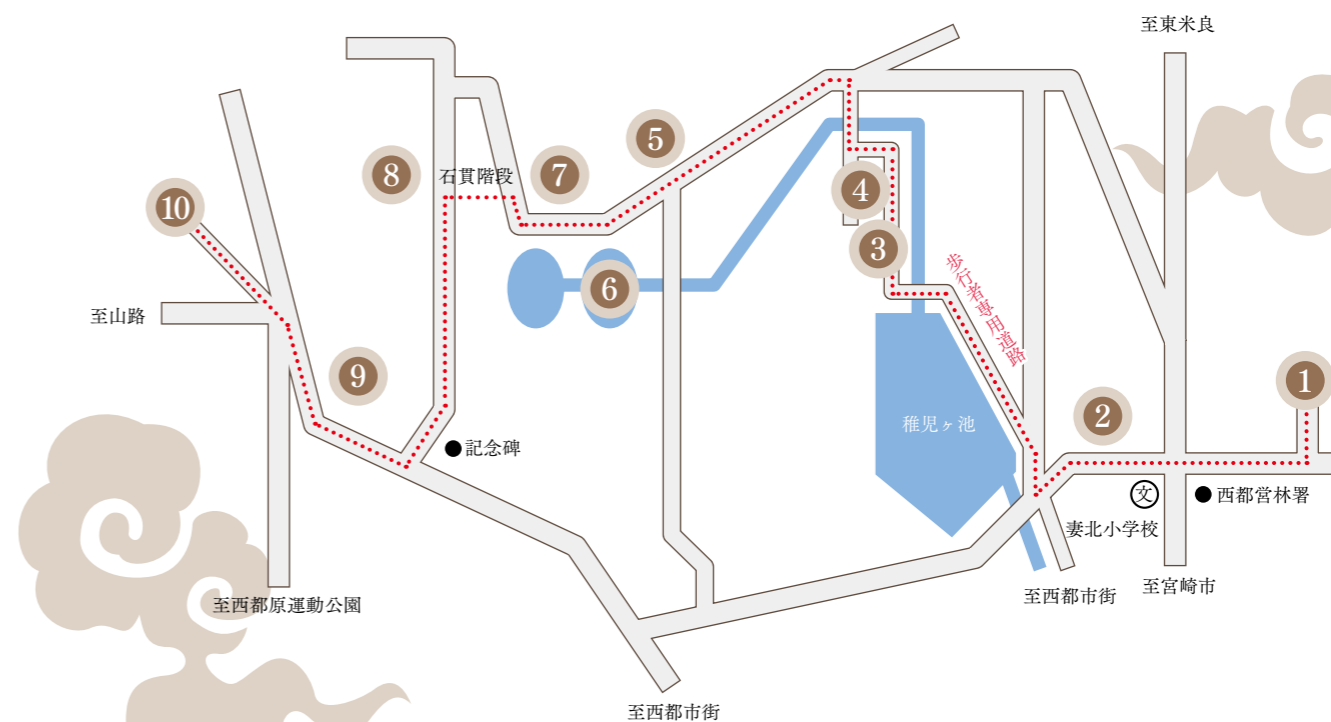 至東米良
⑤
⑧
石貫階段
⑦
④
⑩
③
歩行者専用道路
⑥
至山路
⑨
①
②
稚児ヶ池
記念碑
文
西都営林署
妻北小学校
至宮崎市
至西都市街
至西都原運動公園
至西都市街